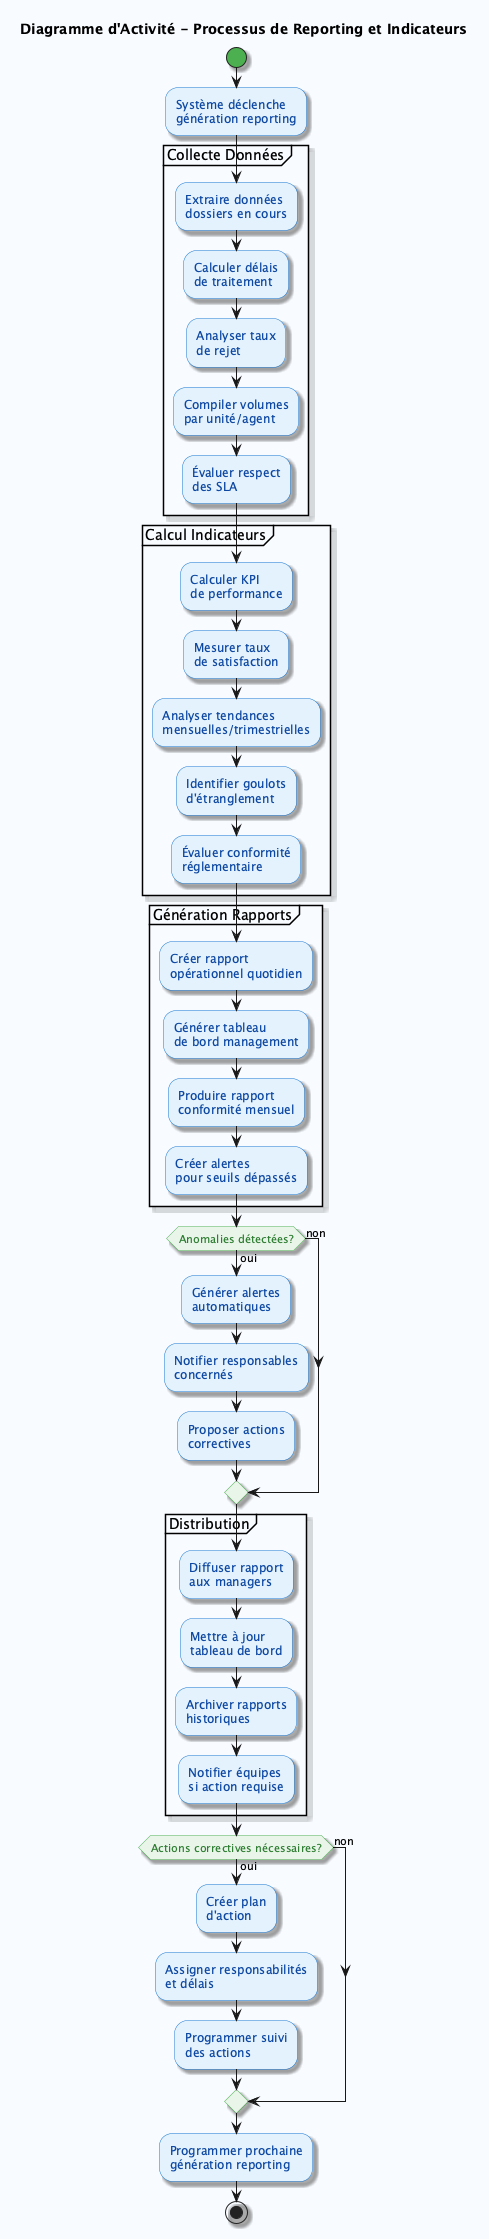 Diagramme d'Activité - Processus de Reporting et Indicateurs
Système déclenche
génération reporting
Collecte Données
Extraire données
dossiers en cours
Calculer délais
de traitement
Analyser taux
de rejet
Compiler volumes
par unité/agent
Évaluer respect
des SLA
Calcul Indicateurs
Calculer KPI
de performance
Mesurer taux
de satisfaction
Analyser tendances
mensuelles/trimestrielles
Identifier goulots
d'étranglement
Évaluer conformité
réglementaire
Génération Rapports
Créer rapport
opérationnel quotidien
Générer tableau
de bord management
Produire rapport
conformité mensuel
Créer alertes
pour seuils dépassés
Anomalies détectées?
non
oui
Générer alertes
automatiques
Notifier responsables
concernés
Proposer actions
correctives
Distribution
Diffuser rapport
aux managers
Mettre à jour
tableau de bord
Archiver rapports
historiques
Notifier équipes
si action requise
Actions correctives nécessaires?
non
oui
Créer plan
d'action
Assigner responsabilités
et délais
Programmer suivi
des actions
Programmer prochaine
génération reporting